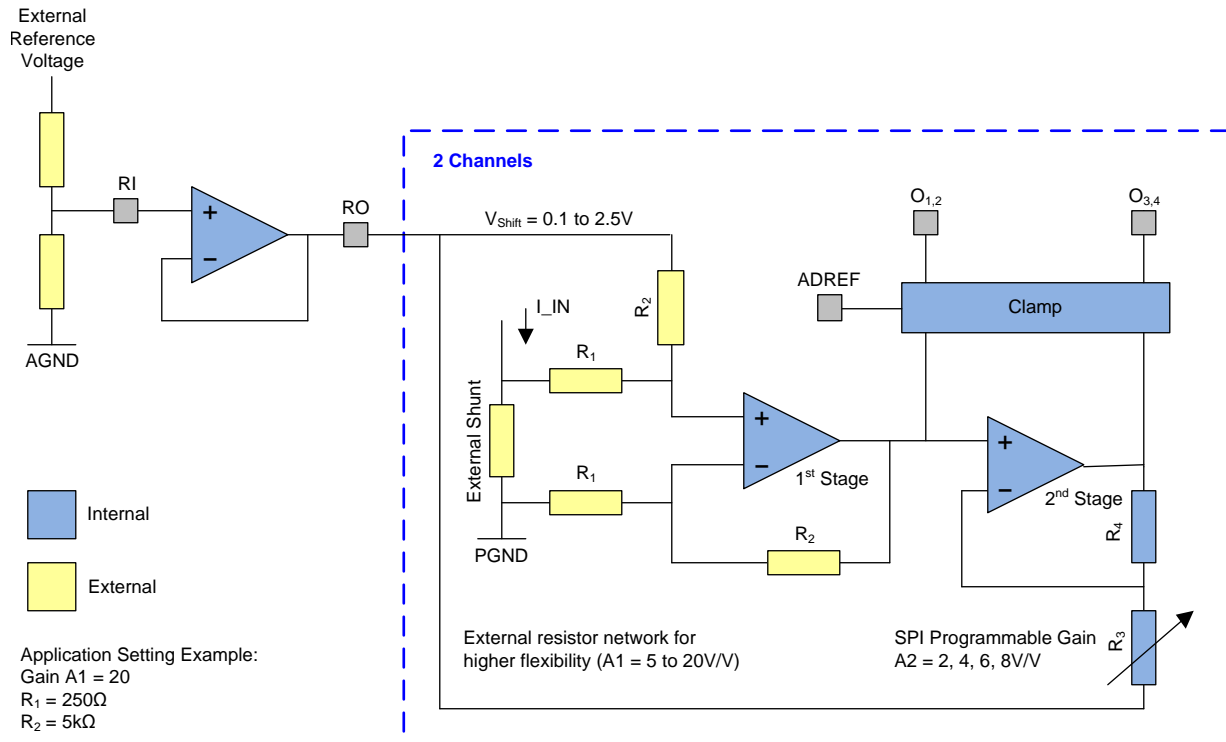 External
Reference
Voltage
RI
RO
AGND
2 Channels
V_Shift = 0.1 to 2.5V
O1,2
O3,4
ADREF
Clamp
I_IN
R2
R1
External Shunt
R1
R2
PGND
+
−
+
−
1st Stage
+
−
2nd Stage
R4
R3
Internal
External
Application Setting Example:
Gain A1 = 20
R1 = 250Ω
R2 = 5kΩ
External resistor network for
higher flexibility (A1 = 5 to 20V/V)
SPI Programmable Gain
A2 = 2, 4, 6, 8V/V